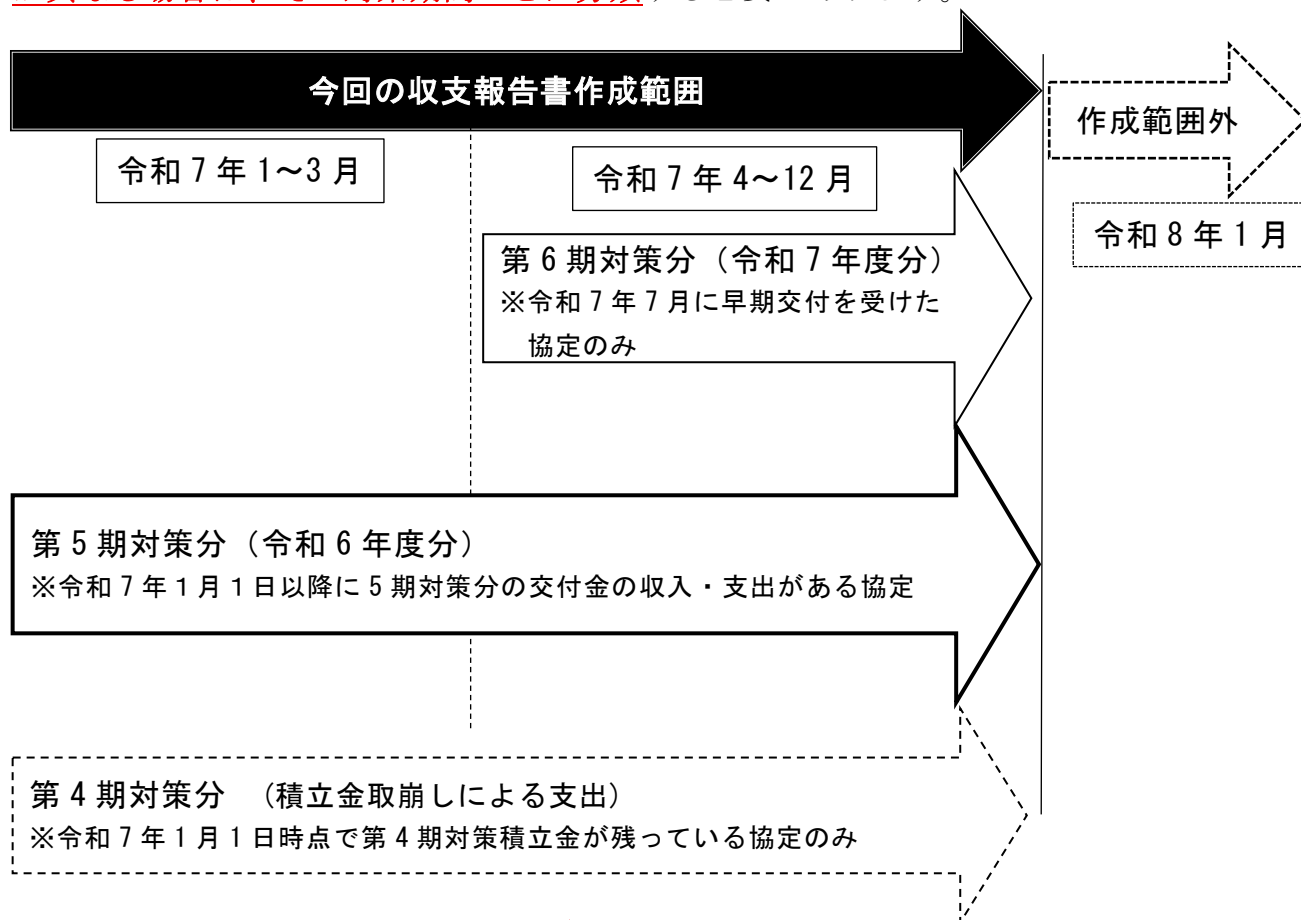 今回の収支報告書作成範囲
作成範囲外
令和7年1～3月
令和7年4～12月
令和8年1月
第6期対策分（令和7年度分）
※令和7年7月に早期交付を受けた
協定のみ
第5期対策分（令和6年度分）
※令和7年１月１日以降に5期対策分の交付金の収入・支出がある協定
第4期対策分　（積立金取崩しによる支出）
※令和7年1月1日時点で第4期対策積立金が残っている協定のみ